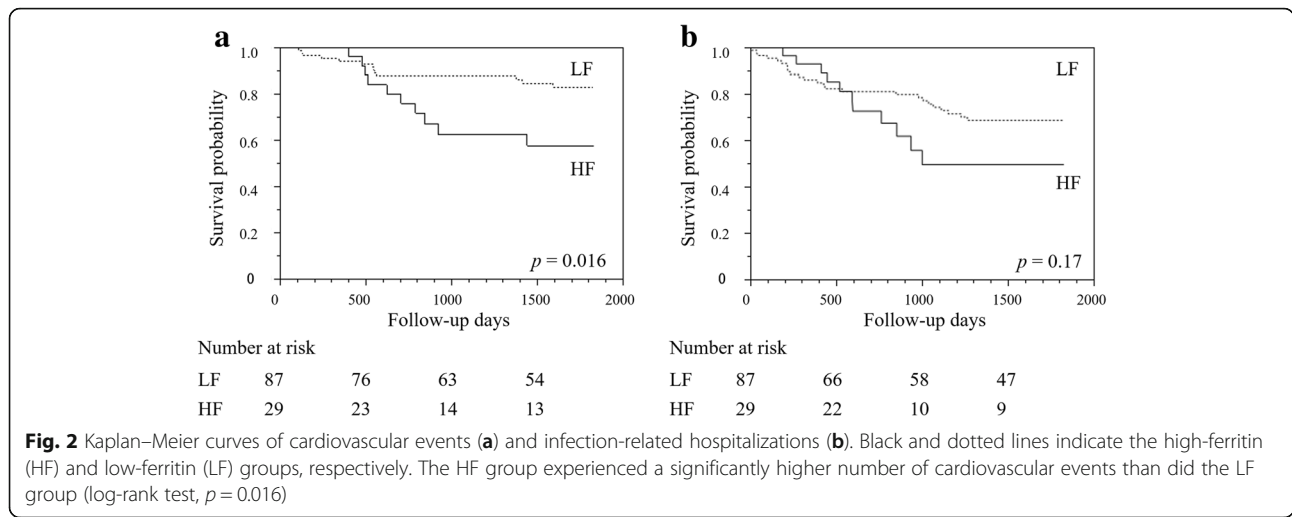 a
1.0
0.8
0.6
0.4
0.2
0
Survival probability
LF
HF
p = 0.016
0 500 1000 1500 2000
Follow-up days
Number at risk
LF 87 76 63 54
HF 29 23 14 13
b
1.0
0.8
0.6
0.4
0.2
0
Survival probability
LF
HF
p = 0.17
0 500 1000 1500 2000
Follow-up days
Number at risk
LF 87 66 58 47
HF 29 22 10 9
Fig. 2 Kaplan–Meier curves of cardiovascular events (a) and infection-related hospitalizations (b). Black and dotted lines indicate the high-ferritin
(HF) and low-ferritin (LF) groups, respectively. The HF group experienced a significantly higher number of cardiovascular events than did the LF
group (log-rank test, p = 0.016)